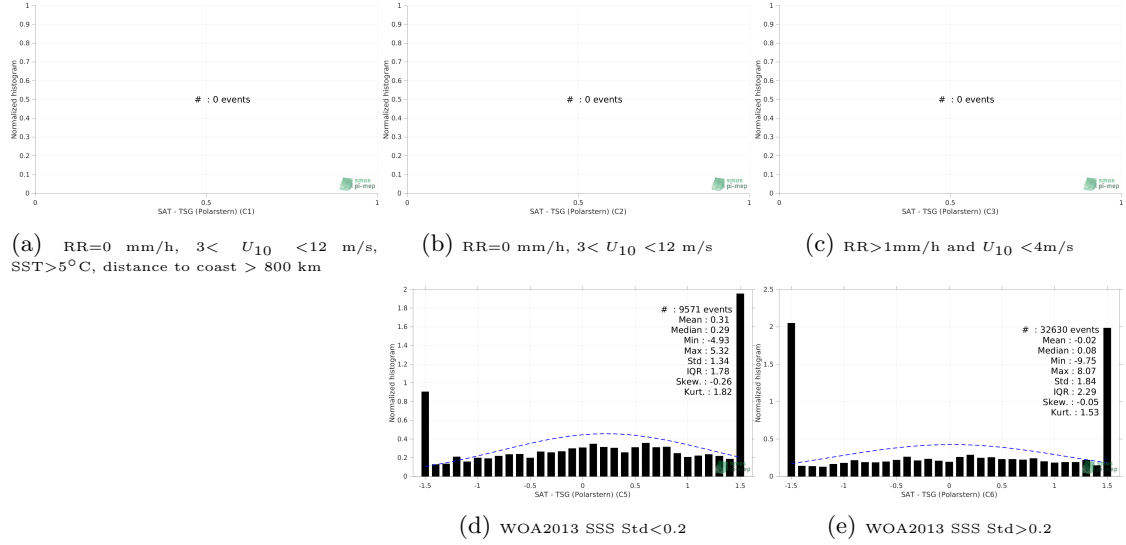 1
0.9
0.8
0.7
0.6
0.5
0.4
0.3
0.2
0.1
0
Normalized histogram
# : 0 events
smos
pi-mep
0 0.5 1
SAT - TSG (Polarstern) (C1)
(a) RR=0 mm/h, 3< U10 <12 m/s,
SST>5°C, distance to coast > 800 km
1
0.9
0.8
0.7
0.6
0.5
0.4
0.3
0.2
0.1
0
Normalized histogram
# : 0 events
smos
pi-mep
0 0.5 1
SAT - TSG (Polarstern) (C2)
(b) RR=0 mm/h, 3< U10 <12 m/s
1
0.9
0.8
0.7
0.6
0.5
0.4
0.3
0.2
0.1
0
Normalized histogram
# : 0 events
smos
pi-mep
0 0.5 1
SAT - TSG (Polarstern) (C3)
(c) RR>1mm/h and U10 <4m/s
2
1.8
1.6
1.4
1.2
1
0.8
0.6
0.4
0.2
0
Normalized histogram
# : 9571 events
Mean : 0.31
Median : 0.29
Min : -4.93
Max : 5.32
Std : 1.34
IQR : 1.78
Skew. : -0.26
Kurt. : 1.82
-1.5 -1 -0.5 0 0.5 1 1.5
SAT - TSG (Polarstern) (C5)
(d) WOA2013 SSS Std<0.2
2.5
2
1.5
1
0.5
0
Normalized histogram
# : 32630 events
Mean : -0.02
Median : 0.08
Min : -9.75
Max : 8.07
Std : 1.84
IQR : 2.29
Skew. : -0.05
Kurt. : 1.53
-1.5 -1 -0.5 0 0.5 1 1.5
SAT - TSG (Polarstern) (C6)
(e) WOA2013 SSS Std>0.2